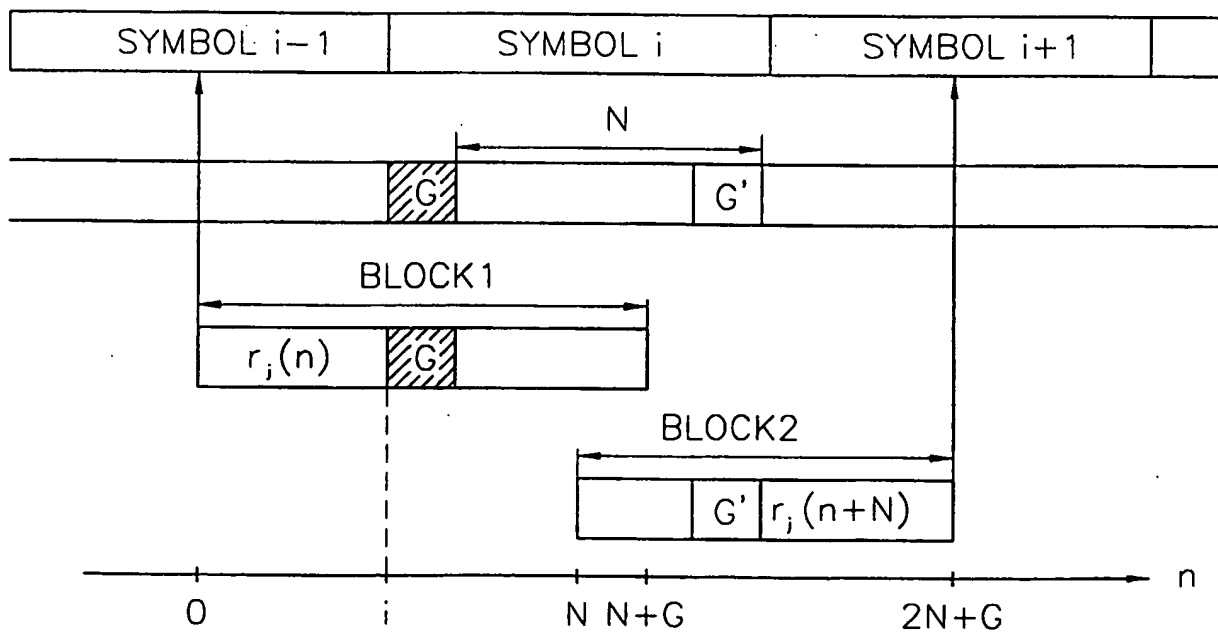 SYMBOL i-1 SYMBOL i SYMBOL i+1
N
G G'
BLOCK1
r_j(n) G
BLOCK2
G' r_j(n+N)
0 i N N+G 2N+G n